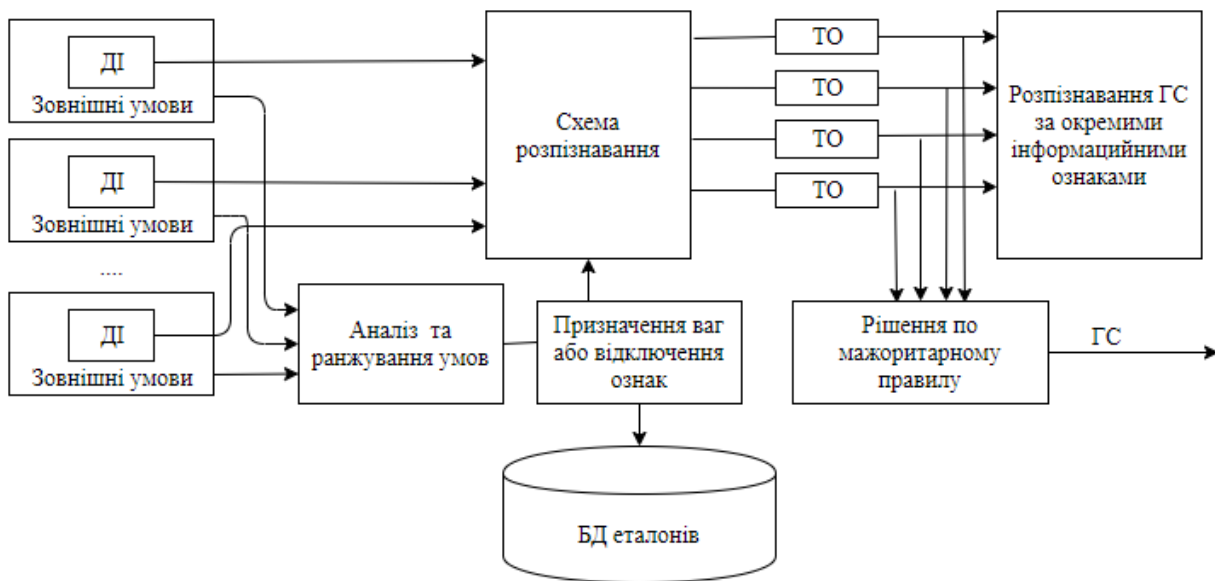 ДІ
Зовнішні умови
ДІ
Зовнішні умови
....
ДІ
Зовнішні умови
Схема
розпізнавання
ТО
ТО
ТО
ТО
Розпізнавання ГС
за окремими
інформацийними
ознаками
Аналіз та
ранжування умов
Призначення ваг
або відключення
ознак
Рішення по
мажоритарному
правилу
ГС
БД еталонів